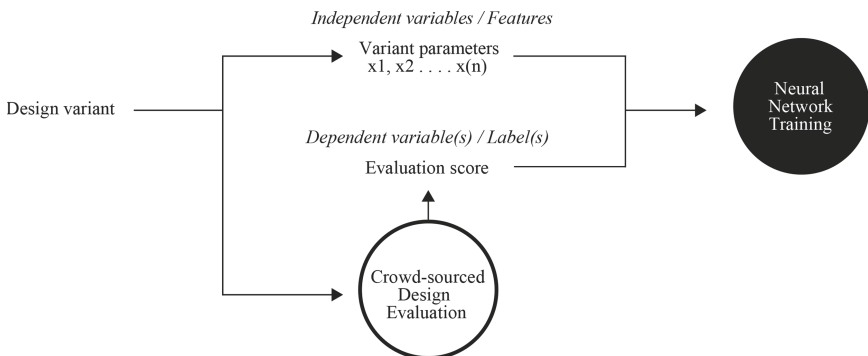 Independent variables / Features
Variant parameters
x1, x2 . . . . x(n)
Design variant
Dependent variable(s) / Label(s)
Evaluation score
Crowd-sourced
Design
Evaluation
Neural
Network
Training